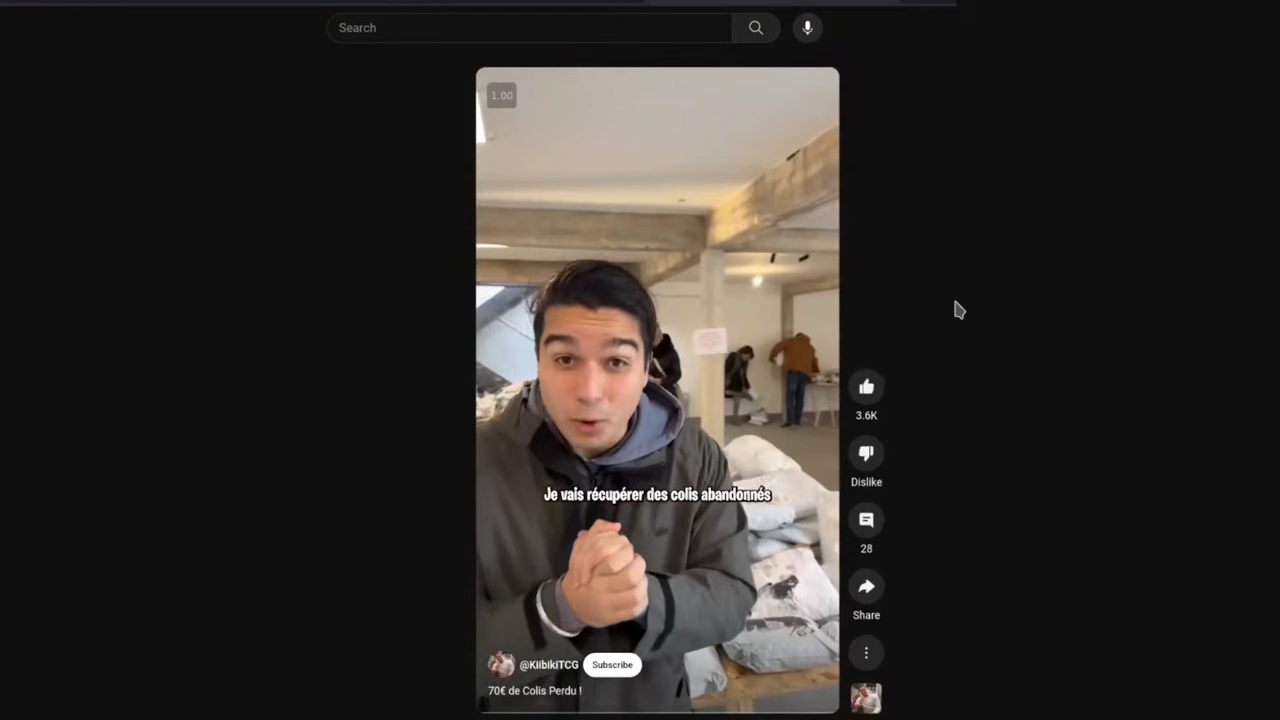 Search
1.00
3.6K
Je vais récupérer des colis abandonnés
Dislike
28
Share
@KiibikiTCG Subscribe
70€ de Colis Perdu !